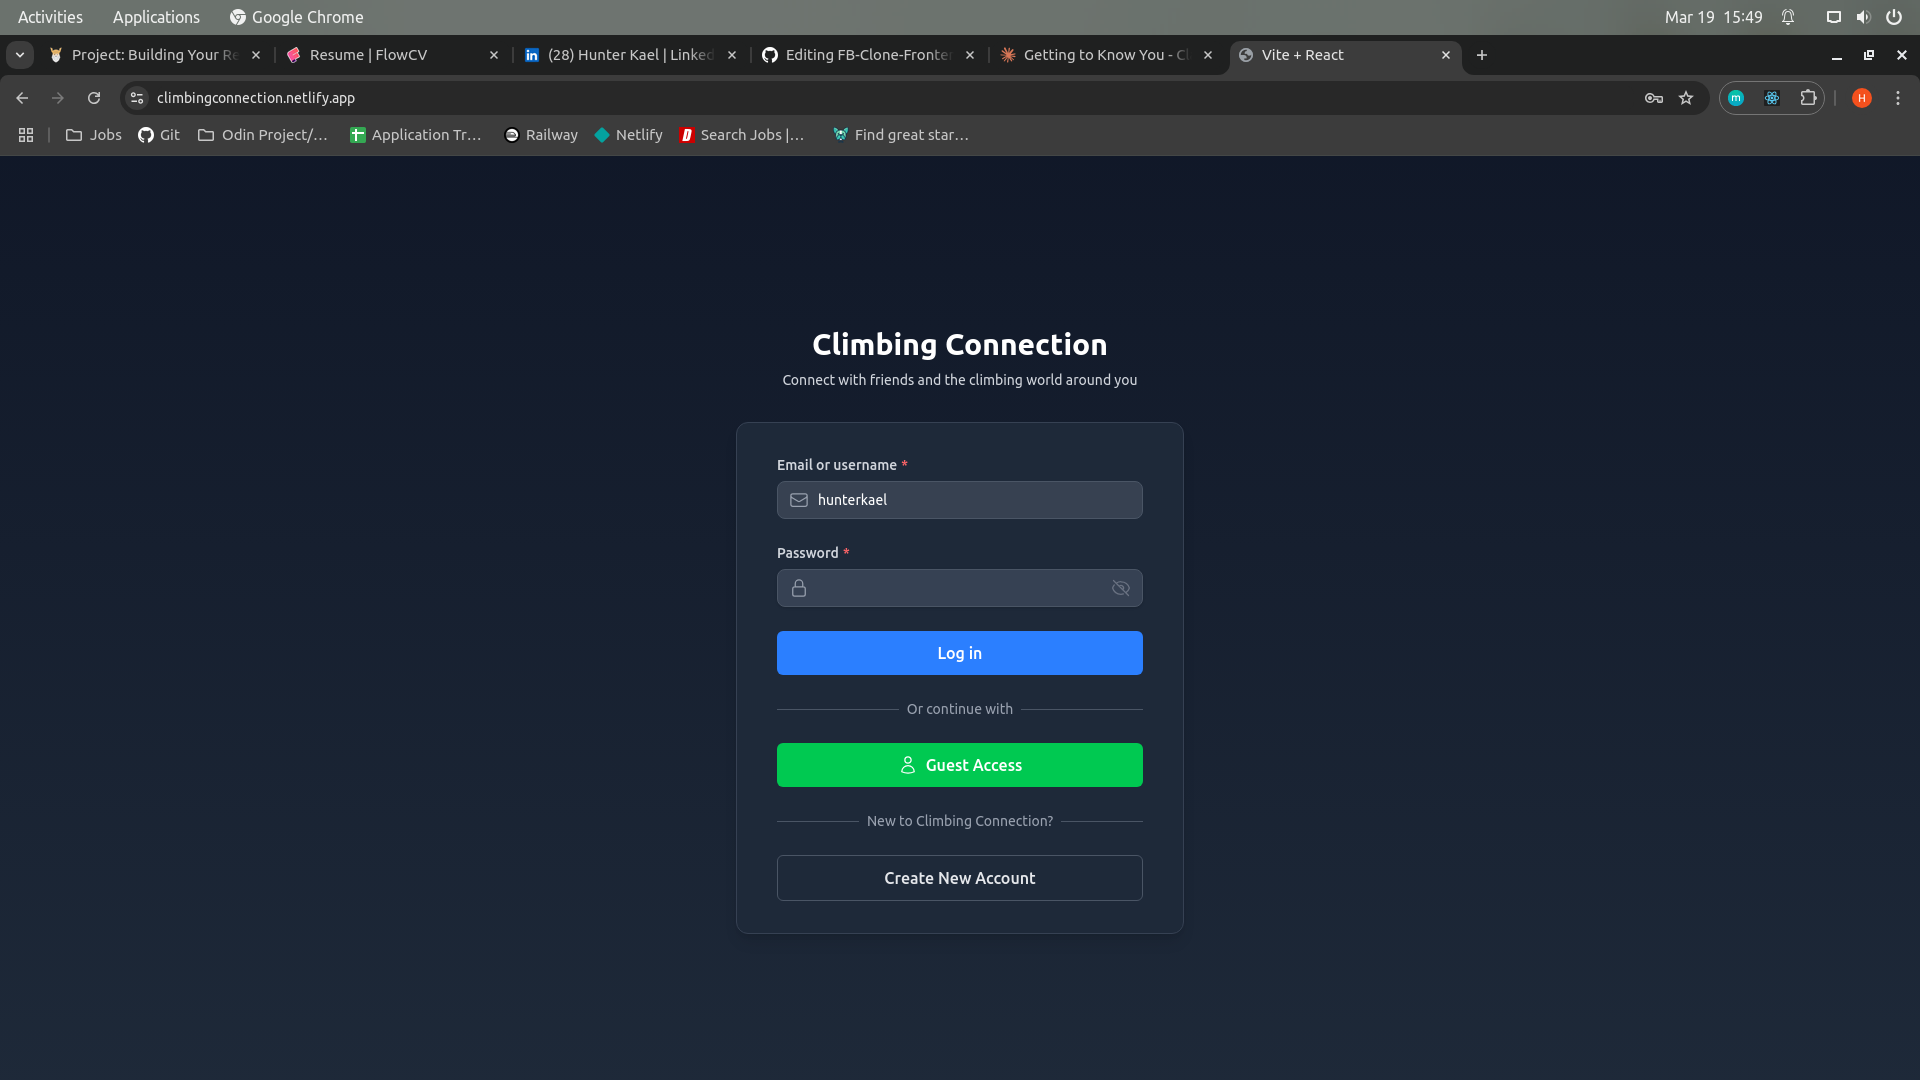 Activities Applications Google Chrome Mar 19 15:49
Project: Building Your Re Resume | FlowCV (28) Hunter Kael | Linked Editing FB-Clone-Fronte Getting to Know You - Cl Vite + React
climbingconnection.netlify.app m H
Jobs Git Odin Project/... Application Tr... Railway Netlify Search Jobs |... Find great star...
Climbing Connection
Connect with friends and the climbing world around you
Email or username *
hunterkael
Password *
Log in
Or continue with
Guest Access
New to Climbing Connection?
Create New Account